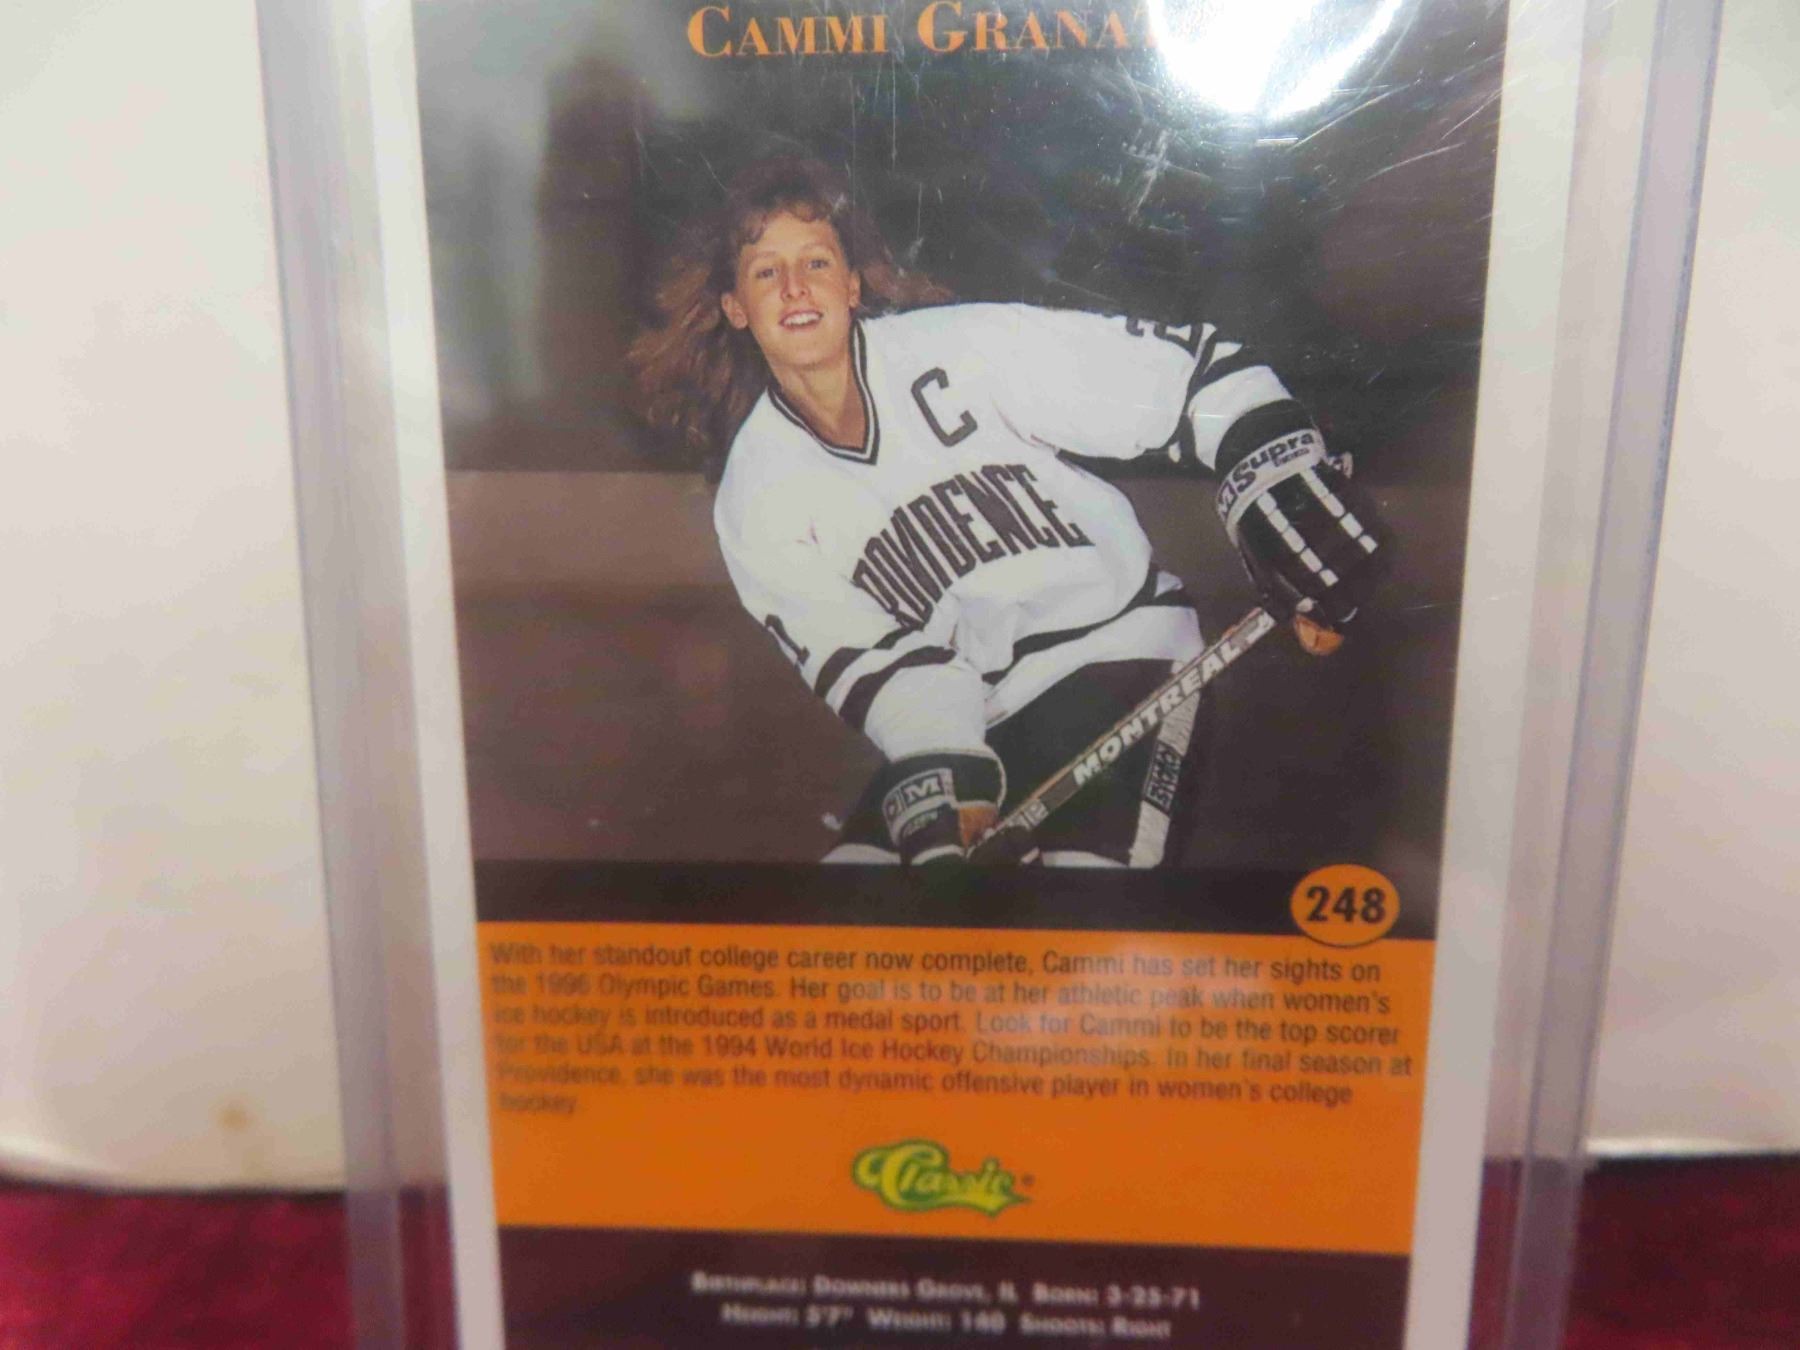 CAMMI GRANA
C
PROVIDENCE
21
Supra
MONTREAL
COM
248
With her standout college career now complete, Cammi has set her sights on
the 1996 Olympic Games. Her goal is to be at her athletic peak when women's
ice hockey is introduced as a medal sport. Look for Cammi to be the top scorer
for the USA at the 1994 World Ice Hockey Championships. In her final season at
Providence, she was the most dynamic offensive player in women's college
hockey.
Classic
BIRTHPLACE: DOWNERS GROVE, IL BORN: 3-25-71
HEIGHT: 5'7" WEIGHT: 140 SHOOTS: RIGHT